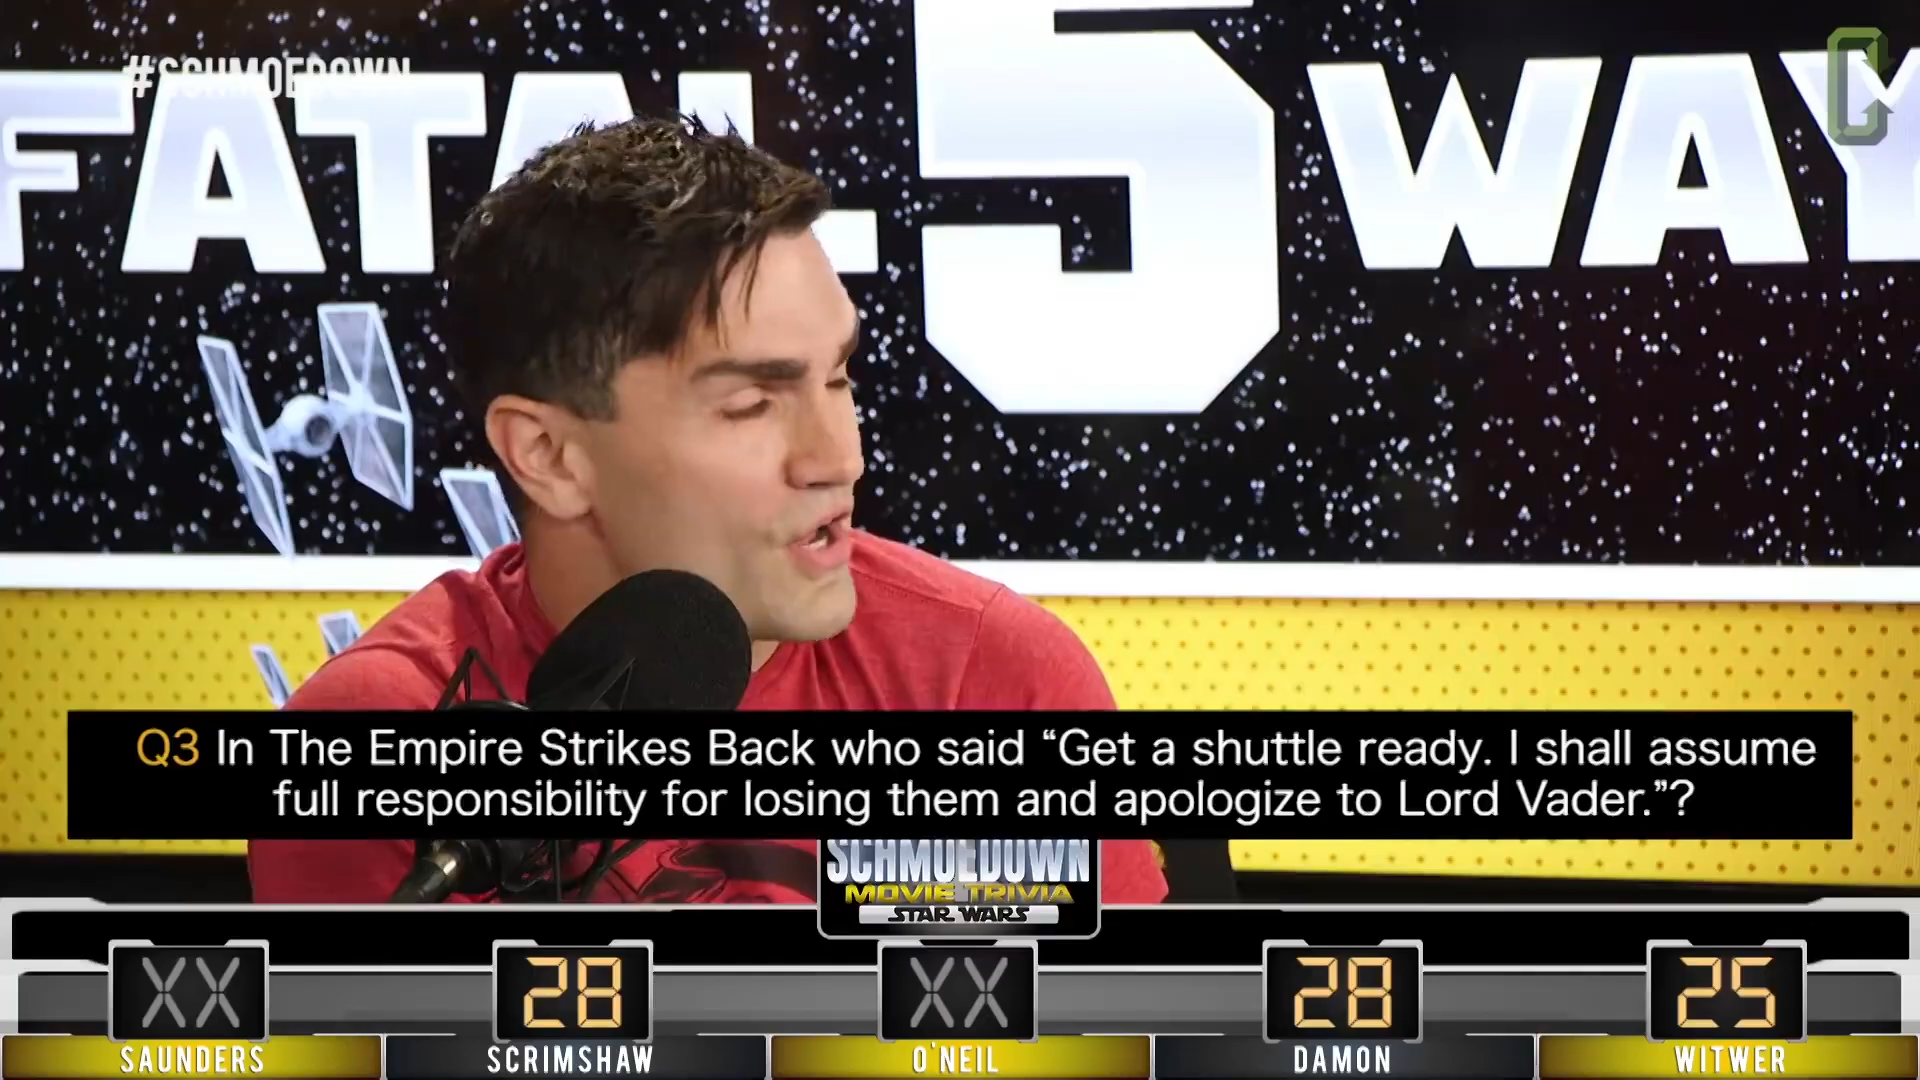 #SCHMOEDOWN
FATAL 5 WAY
Q3 In The Empire Strikes Back who said “Get a shuttle ready. I shall assume
full responsibility for losing them and apologize to Lord Vader.”?
SCHMOEDOWN
MOVIE TRIVIA
STAR WARS
XX 28 XX 28 25
SAUNDERS SCRIMSHAW O'NEIL DAMON WITWER